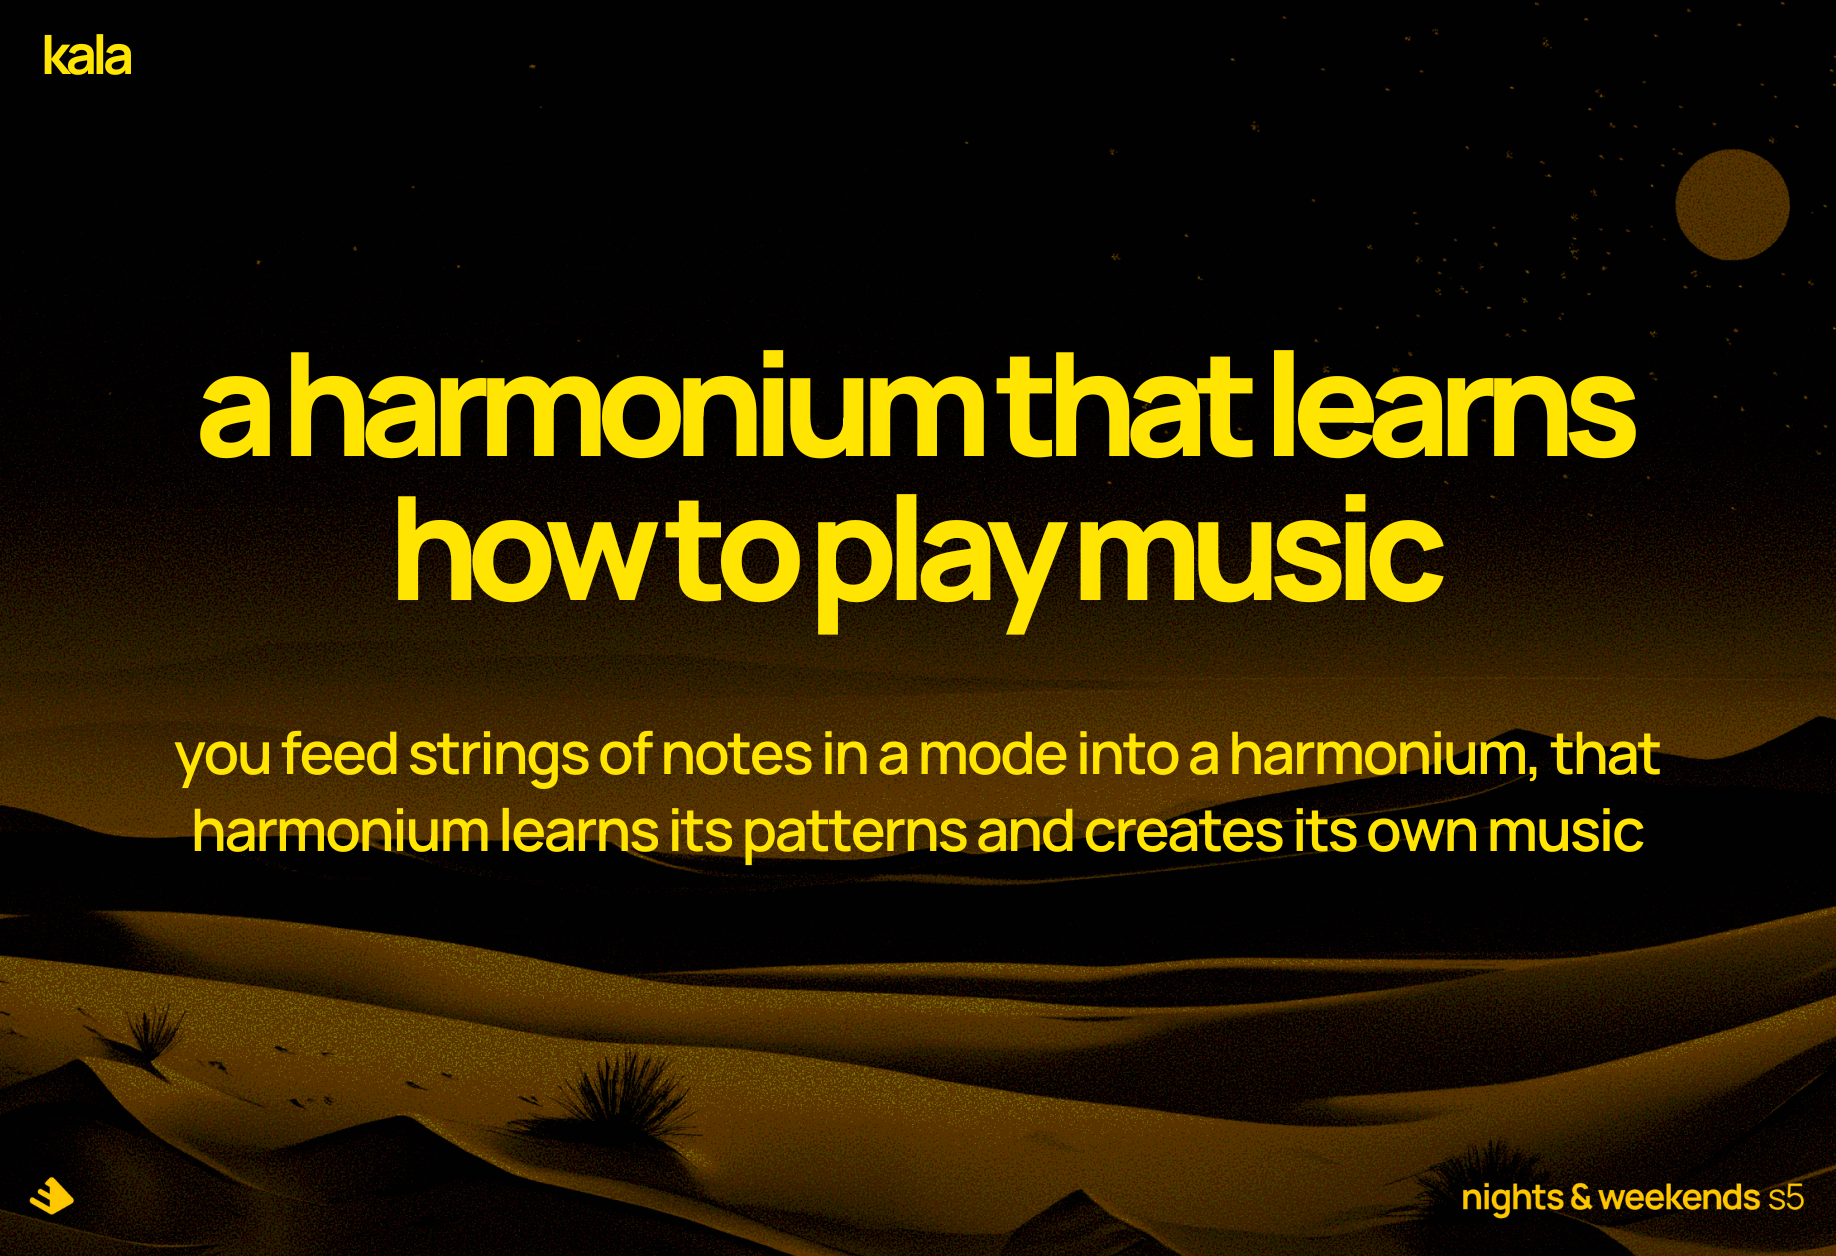 kala
a harmonium that learns
how to play music
you feed strings of notes in a mode into a harmonium, that
harmonium learns its patterns and creates its own music
nights & weekends s5